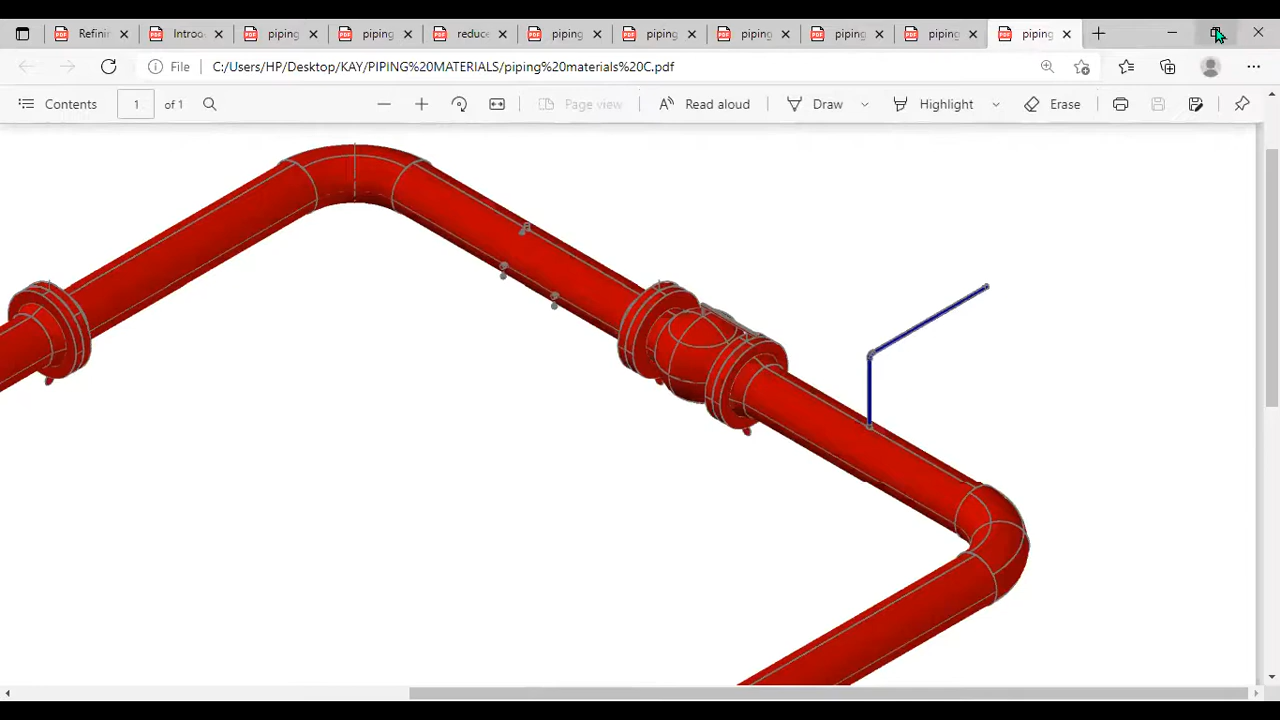 Refini
Introd
piping
piping
reduce
piping
piping
piping
piping
piping
piping
File
C:/Users/HP/Desktop/KAY/PIPING%20MATERIALS/piping%20materials%20C.pdf
Contents
1
of 1
Page view
Read aloud
Draw
Highlight
Erase